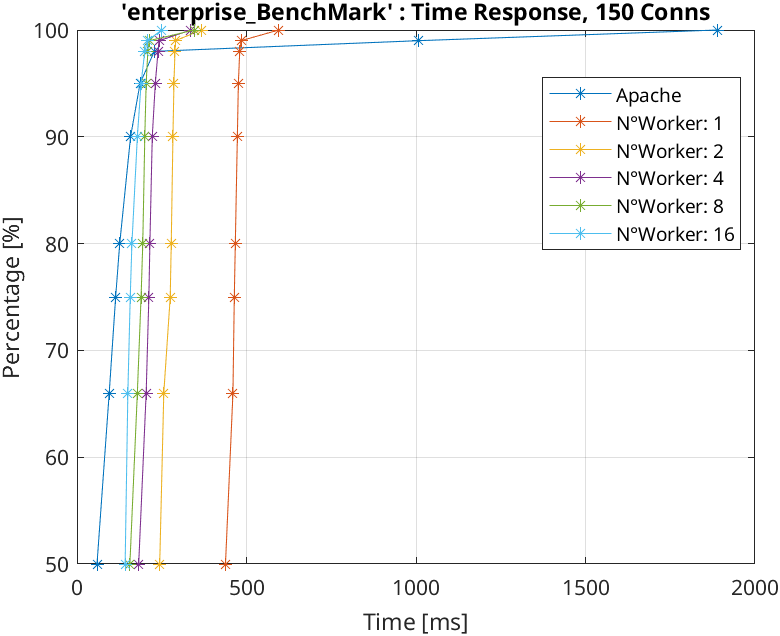 'enterprise_BenchMark' : Time Response, 150 Conns
100
90
80
70
60
50
Percentage [%]
Apache
N°Worker: 1
N°Worker: 2
N°Worker: 4
N°Worker: 8
N°Worker: 16
0 500 1000 1500 2000
Time [ms]